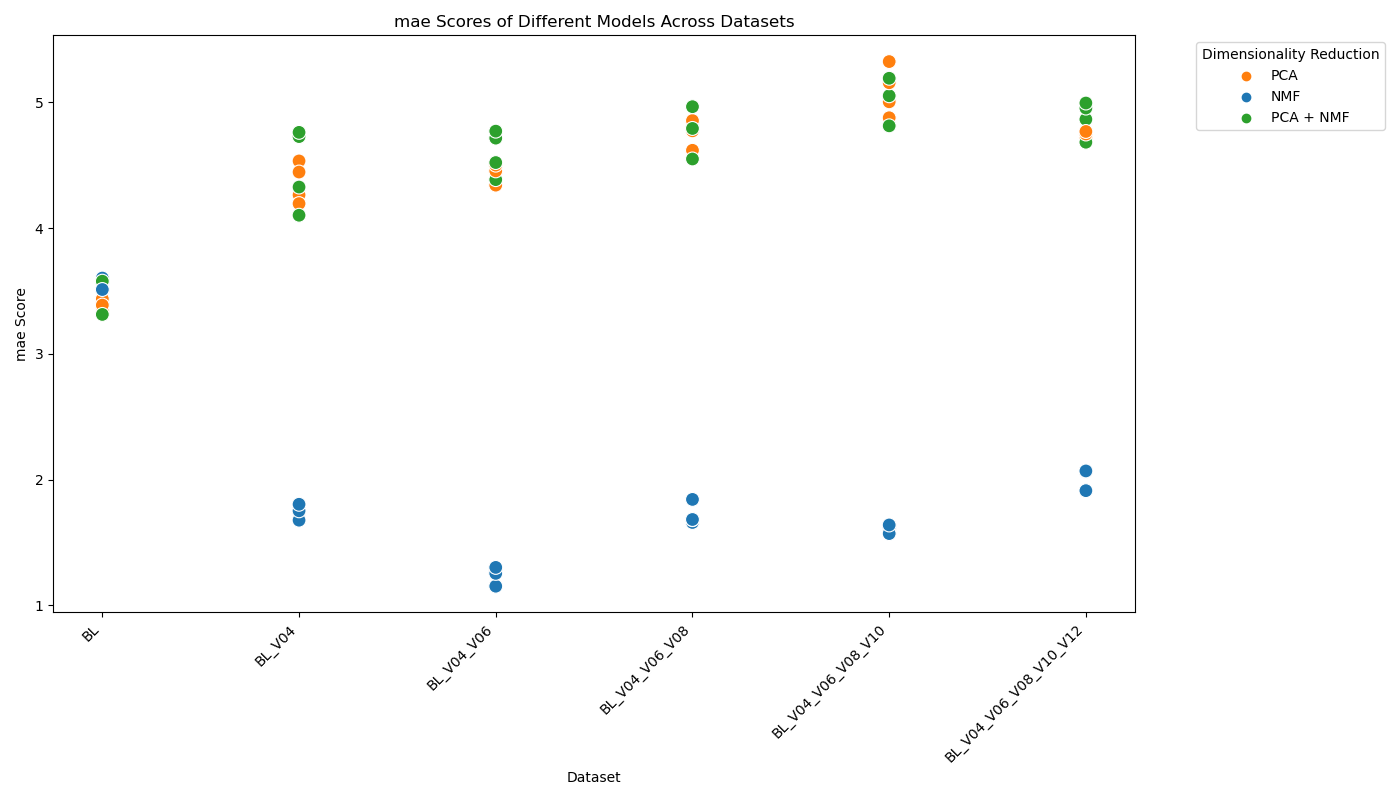 mae Scores of Different Models Across Datasets
Dimensionality Reduction
PCA
NMF
PCA + NMF
mae Score
5
4
3
2
1
BL
BL_V04
BL_V04_V06
BL_V04_V06_V08
BL_V04_V06_V08_V10
BL_V04_V06_V08_V10_V12
Dataset